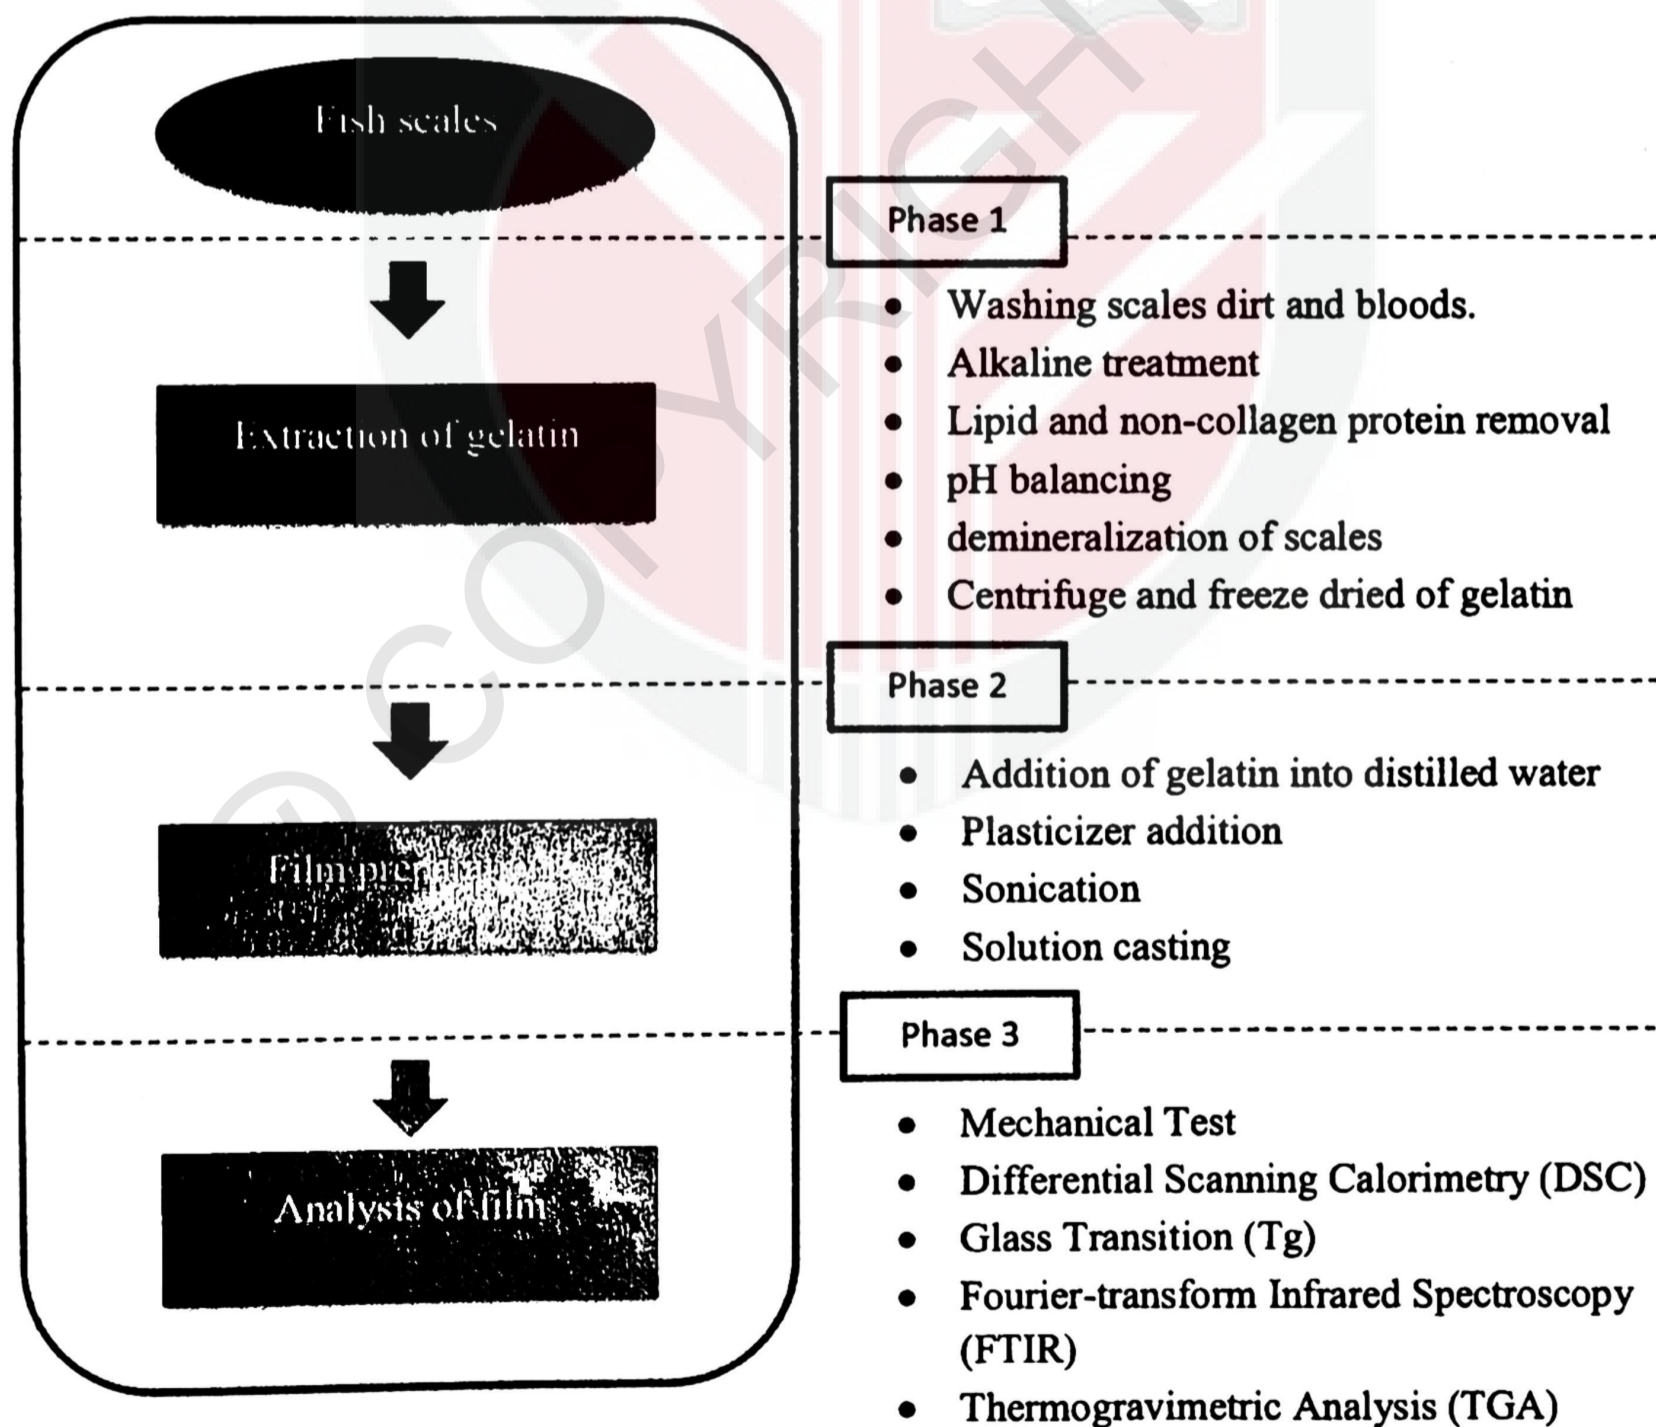 Fish scales
Phase 1
Washing scales dirt and bloods.
Alkaline treatment
Extraction of gelatin
Lipid and non-collagen protein removal
pH balancing
demineralization of scales
Centrifuge and freeze dried of gelatin
Phase 2
Addition of gelatin into distilled water
Plasticizer addition
Film
Sonication
Solution casting
Phase 3
Mechanical Test
Differential Scanning Calorimetry (DSC)
Analysis of film
Glass Transition (Tg)
Fourier-transform Infrared Spectroscopy
(FTIR)
Thermogravimetric Analysis (TGA)
© COPYRIGHT